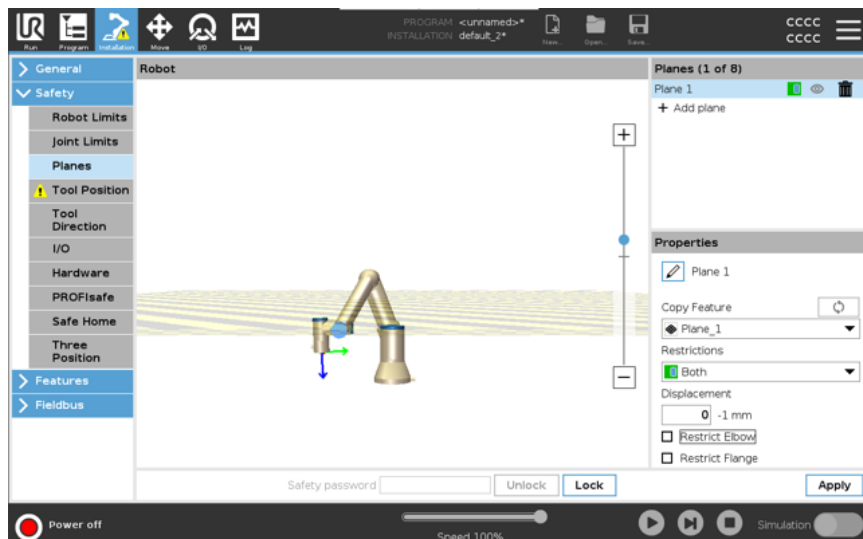 UR
PROGRAM <unnamed>*
INSTALLATION default_2*
Run
Program
Installation
Move
I/O
Log
New...
Open...
Save...
CCCC
CCCC
General
Safety
Robot Limits
Joint Limits
Planes
Tool Position
Tool
Direction
I/O
Hardware
PROFIsafe
Safe Home
Three
Position
Features
Fieldbus
Robot
Planes (1 of 8)
Plane 1
+ Add plane
Properties
Plane 1
Copy Feature
Plane_1
Restrictions
Both
Displacement
0 -1 mm
Restrict Elbow
Restrict Flange
Safety password
Unlock
Lock
Apply
Power off
Speed 100%
Simulation